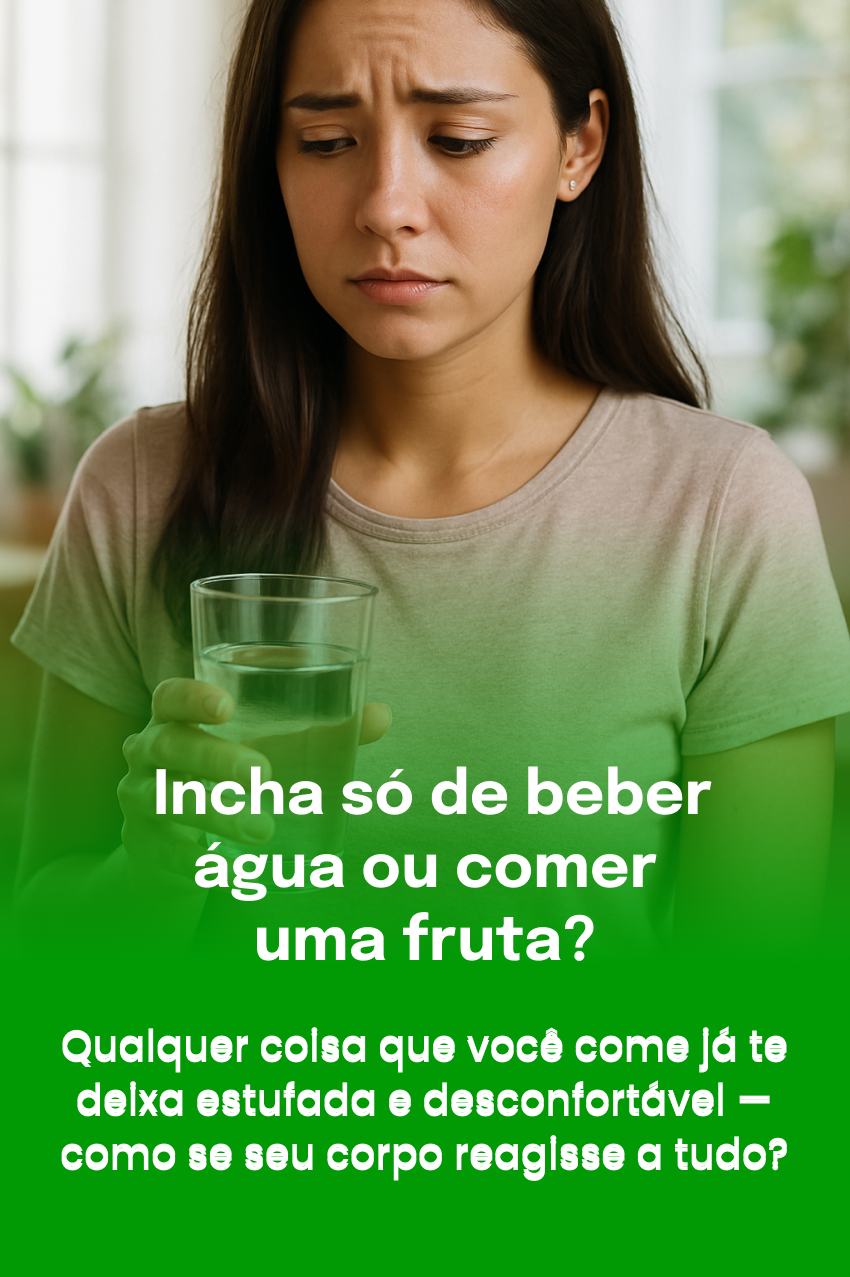 Incha só de beber
água ou comer
uma fruta?
Qualquer coisa que você come já te
deixa estufada e desconfortável —
como se seu corpo reagisse a tudo?